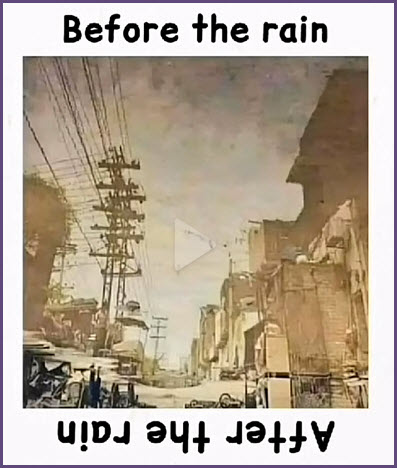 Before the rain
After the rain